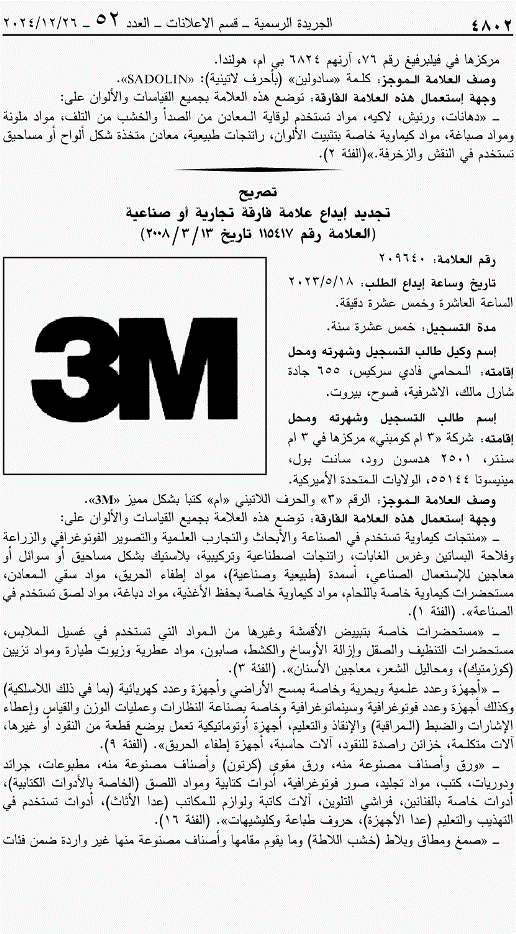 ٤٨٠٢
الجريدة الرسمية – قسم الاعلانات – العدد ٥٢ – ٢٠٢٤/١٢/٢٦
مركزها في فيلبرفيغ رقم ٧٦، آرنهم ٦٨٢٤ بي ام، هولندا.
وصف العلامة الموجز: كلمة «سادولين» (بأحرف لاتينية): «SADOLIN».
وجهة إستعمال هذه العلامة الفارقة: توضع هذه العلامة بجميع القياسات والألوان على:
– «دهانات، ورنيش، لاكيه، مواد تستخدم لوقاية المعادن من الصدأ والخشب من التلف، مواد ملونة
ومواد صباغة، مواد كيماوية خاصة بتثبيت الألوان، راتنجات طبيعية، معادن متخذة شكل ألواح أو مساحيق
تستخدم في النقش والزخرفة.»(الفئة ٢).
تصريح
تجديد إيداع علامة فارقة تجارية أو صناعية
(العلامة رقم ١١٥٤١٧ تاريخ ٢٠٠٨/٣/١٣)
رقم العلامة: ٢٠٩٦٤٠
تاريخ وساعة إيداع الطلب: ٢٠٢٣/٥/١٨
الساعة العاشرة وخمس عشرة دقيقة.
مدة التسجيل: خمس عشرة سنة.
إسم وكيل طالب التسجيل وشهرته ومحل
إقامته: المحامي فادي سركيس، ٦٥٥ جادة
شارل مالك، الاشرفية، فسوح، بيروت.
إسم طالب التسجيل وشهرته ومحل
إقامته: شركة «٣ ام كومبني» مركزها في ٣ ام
سنتر، ٢٥٠١ هدسون رود، سانت بول،
مينيسوتا ٥٥١٤٤، الولايات المتحدة الأميركية.
3M
وصف العلامة الموجز: الرقم «٣» والحرف اللاتيني «ام» كتبا بشكل مميز «3M».
وجهة إستعمال هذه العلامة الفارقة: توضع هذه العلامة بجميع القياسات والألوان على:
– «منتجات كيماوية تستخدم في الصناعة والأبحاث والتجارب العلمية والتصوير الفوتوغرافي والزراعة
وفلاحة البساتين وغرس الغابات، راتنجات اصطناعية وتركيبية، بلاستيك بشكل مساحيق أو سوائل أو
معاجين للإستعمال الصناعي، أسمدة (طبيعية وصناعية)، مواد إطفاء الحريق، مواد سقي المعادن،
مستحضرات كيماوية خاصة باللحام، مواد كيماوية خاصة بحفظ الأغذية، مواد دباغة، مواد لصق تستخدم في
الصناعة». (الفئة ١).
– «مستحضرات خاصة بتبييض الأقمشة وغيرها من المواد التي تستخدم في غسيل الملابس،
مستحضرات التنظيف والصقل وإزالة الأوساخ والكشط، صابون، مواد عطرية وزيوت طيارة ومواد تزيين
(كوزمتيك)، ومحاليل الشعر، معاجين الأسنان». (الفئة ٣).
– «أجهزة وعدد علمية وبحرية وخاصة بمسح الأراضي وأجهزة وعدد كهربائية (بما في ذلك اللاسلكية)
وكذلك أجهزة وعدد فوتوغرافية وسينماتوغرافية وخاصة بصناعة النظارات وعمليات الوزن والقياس وإعطاء
الإشارات والضبط (المراقبة) والإنقاذ والتعليم، أجهزة أوتوماتيكية تعمل بوضع قطعة من النقود أو غيرها،
آلات متكلمة، خزائن راصدة للنقود، آلات حاسبة، أجهزة إطفاء الحريق». (الفئة ٩).
– «ورق وأصناف مصنوعة منه، ورق مقوى (كرتون) وأصناف مصنوعة منه، مطبوعات، جرائد
ودوريات، كتب، مواد تجليد، صور فوتوغرافية، أدوات كتابية ومواد اللصق (الخاصة بالأدوات الكتابية)،
أدوات خاصة بالفنانين، فراشي التلوين، آلات كاتبة ولوازم للمكاتب (عدا الأثاث)، أدوات تستخدم في
التهذيب والتعليم (عدا الأجهزة)، حروف طباعة وكليشيهات». (الفئة ١٦).
– «صمغ ومطاق وبلاط (خشب اللاطة) وما يقوم مقامها وأصناف مصنوعة منها غير واردة ضمن فئات